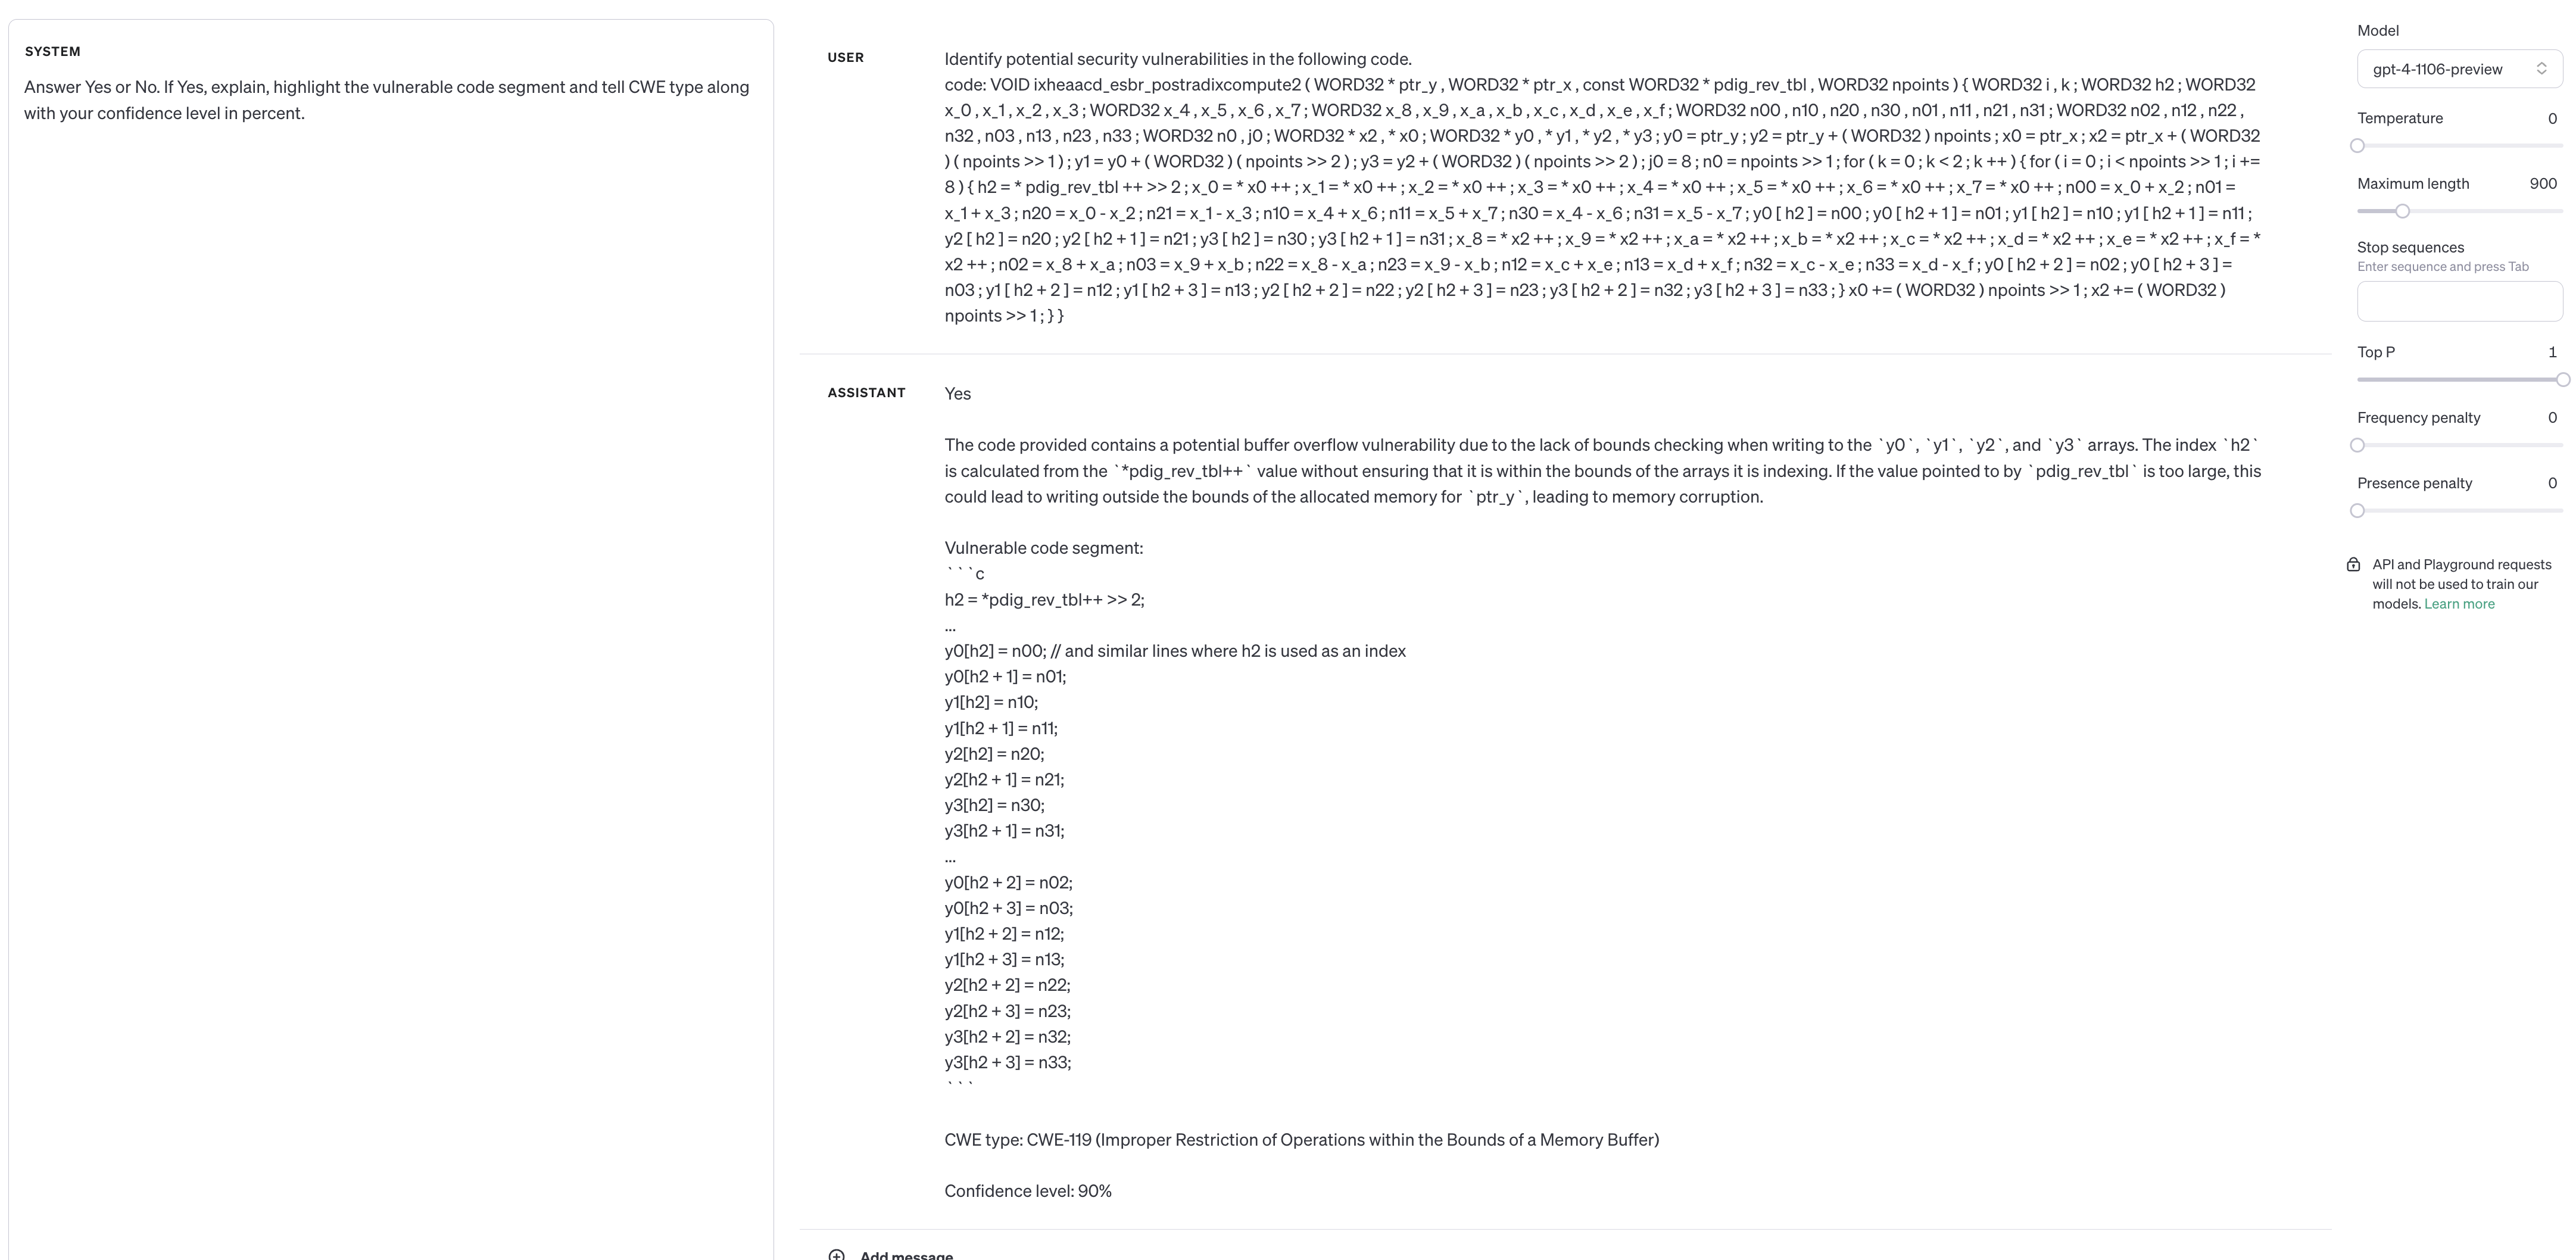 SYSTEM
Answer Yes or No. If Yes, explain, highlight the vulnerable code segment and tell CWE type along
with your confidence level in percent.
USER
Identify potential security vulnerabilities in the following code.
code: VOID ixheaacd_esbr_postradixcompute2 ( WORD32 * ptr_y , WORD32 * ptr_x , const WORD32 * pdig_rev_tbl , WORD32 npoints ) { WORD32 i , k ; WORD32 h2 ; WORD32
x_0 , x_1 , x_2 , x_3 ; WORD32 x_4 , x_5 , x_6 , x_7 ; WORD32 x_8 , x_9 , x_a , x_b , x_c , x_d , x_e , x_f ; WORD32 n00 , n10 , n20 , n30 , n01 , n11 , n21 , n31 ; WORD32 n02 , n12 , n22 ,
n32 , n03 , n13 , n23 , n33 ; WORD32 n0 , j0 ; WORD32 * x2 , * x0 ; WORD32 * y0 , * y1 , * y2 , * y3 ; y0 = ptr_y ; y2 = ptr_y + ( WORD32 ) npoints ; x0 = ptr_x ; x2 = ptr_x + ( WORD32
) ( npoints >> 1 ) ; y1 = y0 + ( WORD32 ) ( npoints >> 2 ) ; y3 = y2 + ( WORD32 ) ( npoints >> 2 ) ; j0 = 8 ; n0 = npoints >> 1 ; for ( k = 0 ; k < 2 ; k ++ ) { for ( i = 0 ; i < npoints >> 1 ; i +=
8 ) { h2 = * pdig_rev_tbl ++ >> 2 ; x_0 = * x0 ++ ; x_1 = * x0 ++ ; x_2 = * x0 ++ ; x_3 = * x0 ++ ; x_4 = * x0 ++ ; x_5 = * x0 ++ ; x_6 = * x0 ++ ; x_7 = * x0 ++ ; n00 = x_0 + x_2 ; n01 =
x_1 + x_3 ; n20 = x_0 - x_2 ; n21 = x_1 - x_3 ; n10 = x_4 + x_6 ; n11 = x_5 + x_7 ; n30 = x_4 - x_6 ; n31 = x_5 - x_7 ; y0 [ h2 ] = n00 ; y0 [ h2 + 1 ] = n01 ; y1 [ h2 ] = n10 ; y1 [ h2 + 1 ] = n11 ;
y2 [ h2 ] = n20 ; y2 [ h2 + 1 ] = n21 ; y3 [ h2 ] = n30 ; y3 [ h2 + 1 ] = n31 ; x_8 = * x2 ++ ; x_9 = * x2 ++ ; x_a = * x2 ++ ; x_b = * x2 ++ ; x_c = * x2 ++ ; x_d = * x2 ++ ; x_e = * x2 ++ ; x_f = *
x2 ++ ; n02 = x_8 + x_a ; n03 = x_9 + x_b ; n22 = x_8 - x_a ; n23 = x_9 - x_b ; n12 = x_c + x_e ; n13 = x_d + x_f ; n32 = x_c - x_e ; n33 = x_d - x_f ; y0 [ h2 + 2 ] = n02 ; y0 [ h2 + 3 ] =
n03 ; y1 [ h2 + 2 ] = n12 ; y1 [ h2 + 3 ] = n13 ; y2 [ h2 + 2 ] = n22 ; y2 [ h2 + 3 ] = n23 ; y3 [ h2 + 2 ] = n32 ; y3 [ h2 + 3 ] = n33 ; } x0 += ( WORD32 ) npoints >> 1 ; x2 += ( WORD32 )
npoints >> 1 ; } }
ASSISTANT
Yes
The code provided contains a potential buffer overflow vulnerability due to the lack of bounds checking when writing to the `y0`, `y1`, `y2`, and `y3` arrays. The index `h2`
is calculated from the `*pdig_rev_tbl++` value without ensuring that it is within the bounds of the arrays it is indexing. If the value pointed to by `pdig_rev_tbl` is too large, this
could lead to writing outside the bounds of the allocated memory for `ptr_y`, leading to memory corruption.
Vulnerable code segment:
```c
h2 = *pdig_rev_tbl++ >> 2;
...
y0[h2] = n00; // and similar lines where h2 is used as an index
y0[h2 + 1] = n01;
y1[h2] = n10;
y1[h2 + 1] = n11;
y2[h2] = n20;
y2[h2 + 1] = n21;
y3[h2] = n30;
y3[h2 + 1] = n31;
...
y0[h2 + 2] = n02;
y0[h2 + 3] = n03;
y1[h2 + 2] = n12;
y1[h2 + 3] = n13;
y2[h2 + 2] = n22;
y2[h2 + 3] = n23;
y3[h2 + 2] = n32;
y3[h2 + 3] = n33;
```
CWE type: CWE-119 (Improper Restriction of Operations within the Bounds of a Memory Buffer)
Confidence level: 90%
Add message
Model
gpt-4-1106-preview
Temperature 0
Maximum length 900
Stop sequences
Enter sequence and press Tab
Top P 1
Frequency penalty 0
Presence penalty 0
API and Playground requests
will not be used to train our
models. Learn more